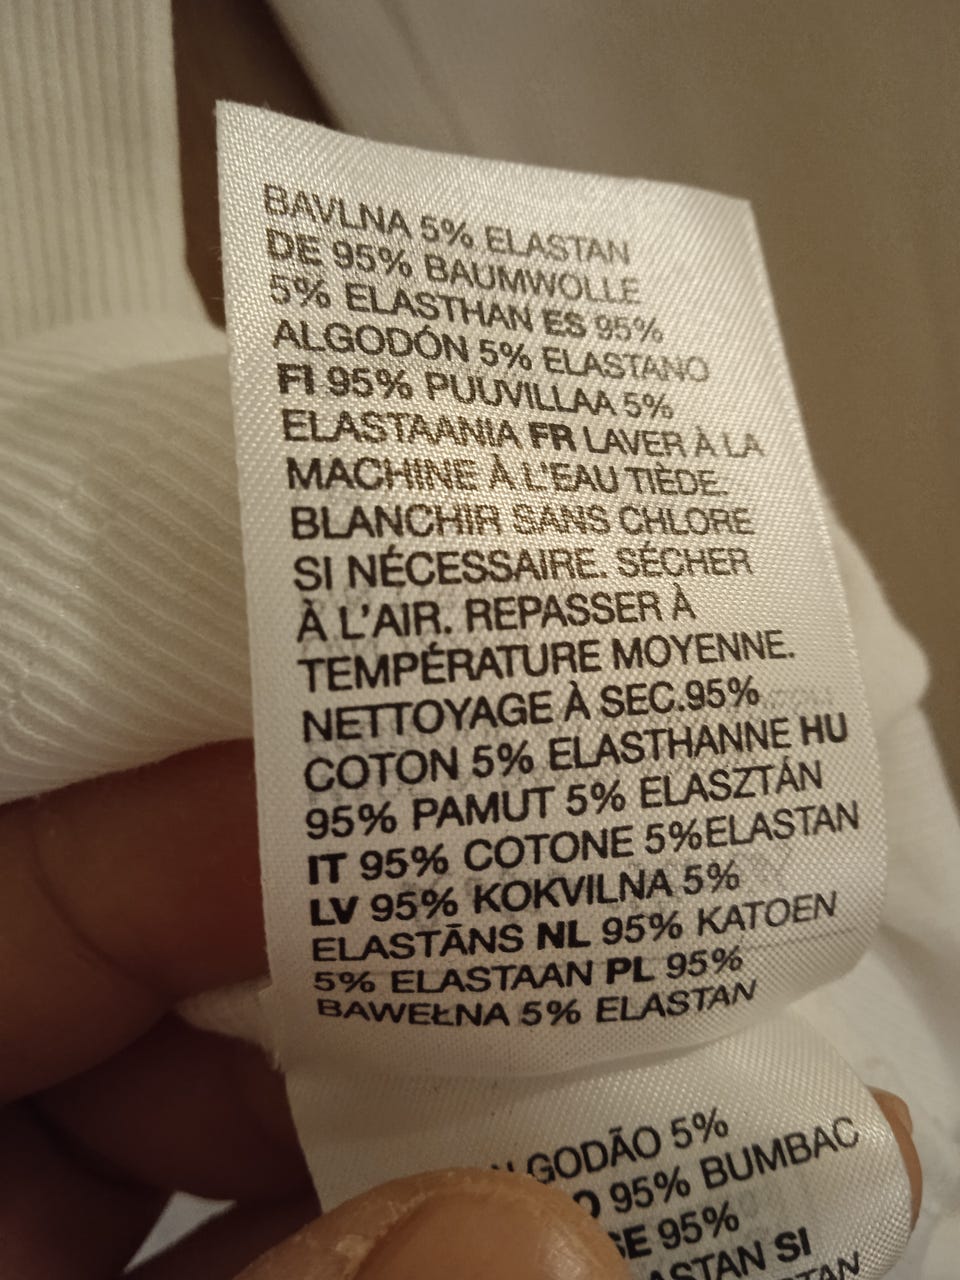 BAVLNA 5% ELASTAN
DE 95% BAUMWOLLE
5% ELASTHAN ES 95%
ALGODÓN 5% ELASTANO
FI 95% PUUVILLAA 5%
ELASTAANIA FR LAVER À LA
MACHINE À L'EAU TIÈDE.
BLANCHIR SANS CHLORE
SI NÉCESSAIRE. SÉCHER
À L'AIR. REPASSER À
TEMPÉRATURE MOYENNE.
NETTOYAGE À SEC.95%
COTON 5% ELASTHANNE HU
95% PAMUT 5% ELASZTÁN
IT 95% COTONE 5%ELASTAN
LV 95% KOKVILNA 5%
ELASTĀNS NL 95% KATOEN
5% ELASTAAN PL 95%
BAWEŁNA 5% ELASTAN
5%
95% BUMBAC
95%
SI